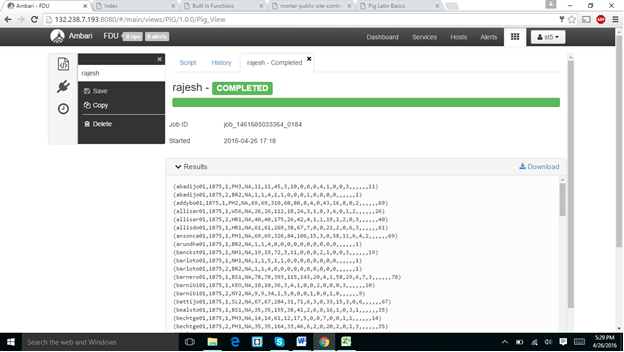 Ambari - FDU
Index
Built In Functions
mortar-public-site-contr
Pig Latin Basics
132.238.7.193:8080/#/main/views/PIG/1.0.0/Pig_View
Ambari FDU 0 ops 0 alerts Dashboard Services Hosts Alerts st5
Script History rajesh - Completed
rajesh
Save
Copy
Delete
rajesh - COMPLETED
Job ID job_1461685033364_0184
Started 2016-04-26 17:18
Results Download
(abadijo01,1875,1,PH3,NA,11,11,45,3,10,0,0,0,4,1,0,0,3,,,,,,11)
(abadijo01,1875,2,BR2,NA,1,1,4,1,1,0,0,0,1,0,0,0,0,,,,,,1)
(addybo01,1875,1,PH2,NA,69,69,310,60,80,8,4,0,43,16,8,0,2,,,,,,69)
(allisar01,1875,1,WS6,NA,26,26,112,18,24,3,1,0,3,6,0,1,2,,,,,,26)
(allisar01,1875,2,HR1,NA,40,40,175,26,42,4,1,1,19,1,2,0,3,,,,,,40)
(allisdo01,1875,1,HR1,NA,61,61,269,38,67,7,0,0,21,2,0,6,3,,,,,,61)
(ansonca01,1875,1,PH1,NA,69,69,326,84,106,15,3,0,58,11,6,4,2,,,,,,69)
(arundha01,1875,1,BR2,NA,1,1,4,0,0,0,0,0,0,0,0,0,0,,,,,,1)
(banckst01,1875,1,NH1,NA,19,19,72,3,11,0,0,0,2,1,0,0,3,,,,,,19)
(barloto01,1875,1,NH1,NA,1,1,5,1,1,0,0,0,0,0,0,0,0,,,,,,1)
(barloto01,1875,2,BR2,NA,1,1,4,0,0,0,0,0,0,0,0,0,0,,,,,,1)
(barnero01,1875,1,BS1,NA,78,78,393,115,143,20,4,1,58,29,6,7,3,,,,,,78)
(barnibi01,1875,1,KEO,NA,10,10,36,3,4,1,0,0,2,0,0,0,3,,,,,,10)
(barnibi01,1875,2,NY2,NA,9,9,34,1,5,0,0,0,1,0,0,1,0,,,,,,9)
(battijo01,1875,1,SL2,NA,67,67,284,31,71,6,3,0,33,15,3,0,6,,,,,,67)
(bealsto01,1875,1,BS1,NA,35,35,155,38,41,2,6,0,16,1,0,3,1,,,,,,35)
(bechtge01,1875,1,PH3,NA,14,14,61,12,17,5,0,0,7,0,0,1,1,,,,,,14)
(bechtge01,1875,2,PH1,NA,35,35,164,33,46,6,2,0,20,2,0,1,3,,,,,,35)
Search the web and Windows
5:29 PM
4/26/2016